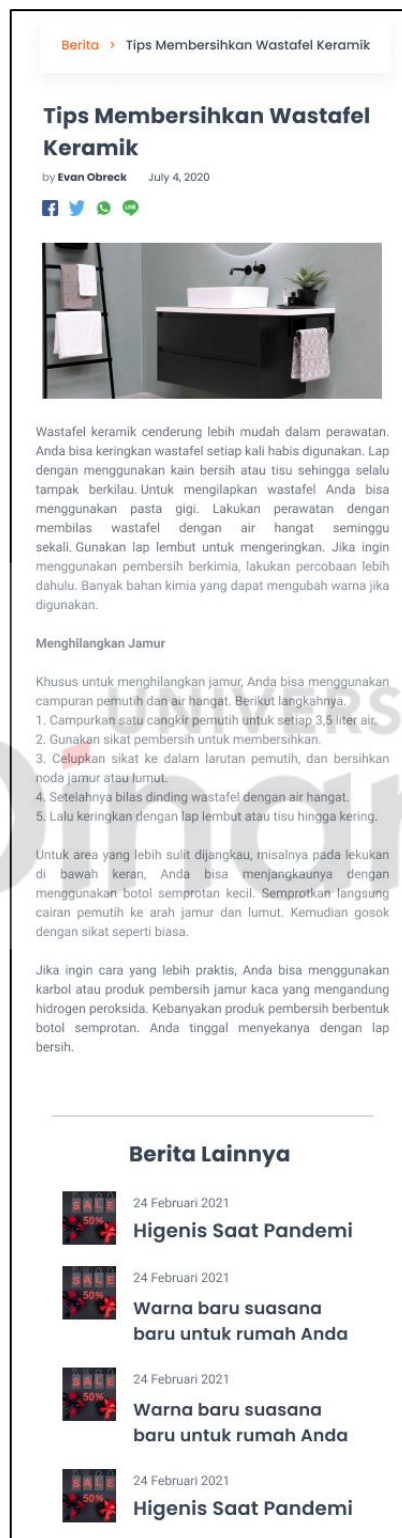 Berita > Tips Membersihkan Wastafel Keramik
Tips Membersihkan Wastafel
Keramik
by Evan Obreck July 4, 2020
Wastafel keramik cenderung lebih mudah dalam perawatan.
Anda bisa keringkan wastafel setiap kali habis digunakan. Lap
dengan menggunakan kain bersih atau tisu sehingga selalu
tampak berkilau. Untuk mengilapkan wastafel Anda bisa
menggunakan pasta gigi. Lakukan perawatan dengan
membilas wastafel dengan air hangat seminggu
sekali. Gunakan lap lembut untuk mengeringkan. Jika ingin
menggunakan pembersih berkimia, lakukan percobaan lebih
dahulu. Banyak bahan kimia yang dapat mengubah warna jika
digunakan.
Menghilangkan Jamur
Khusus untuk menghilangkan jamur, Anda bisa menggunakan
campuran pemutih dan air hangat. Berikut langkahnya.
1. Campurkan satu cangkir pemutih untuk setiap 3,5 liter air.
2. Gunakan sikat pembersih untuk membersihkan.
3. Celupkan sikat ke dalam larutan pemutih, dan bersihkan
noda jamur atau lumut.
4. Setelahnya bilas dinding wastafel dengan air hangat.
5. Lalu keringkan dengan lap lembut atau tisu hingga kering.
Untuk area yang lebih sulit dijangkau, misalnya pada lekukan
di bawah keran, Anda bisa menjangkaunya dengan
menggunakan botol semprotan kecil. Semprotkan langsung
cairan pemutih ke arah jamur dan lumut. Kemudian gosok
dengan sikat seperti biasa.
Jika ingin cara yang lebih praktis, Anda bisa menggunakan
karbol atau produk pembersih jamur kaca yang mengandung
hidrogen peroksida. Kebanyakan produk pembersih berbentuk
botol semprotan. Anda tinggal menyekanya dengan lap
bersih.
Berita Lainnya
SALE
50%
24 Februari 2021
Higenis Saat Pandemi
SALE
50%
24 Februari 2021
Warna baru suasana
baru untuk rumah Anda
SALE
50%
24 Februari 2021
Warna baru suasana
baru untuk rumah Anda
SALE
50%
24 Februari 2021
Higenis Saat Pandemi